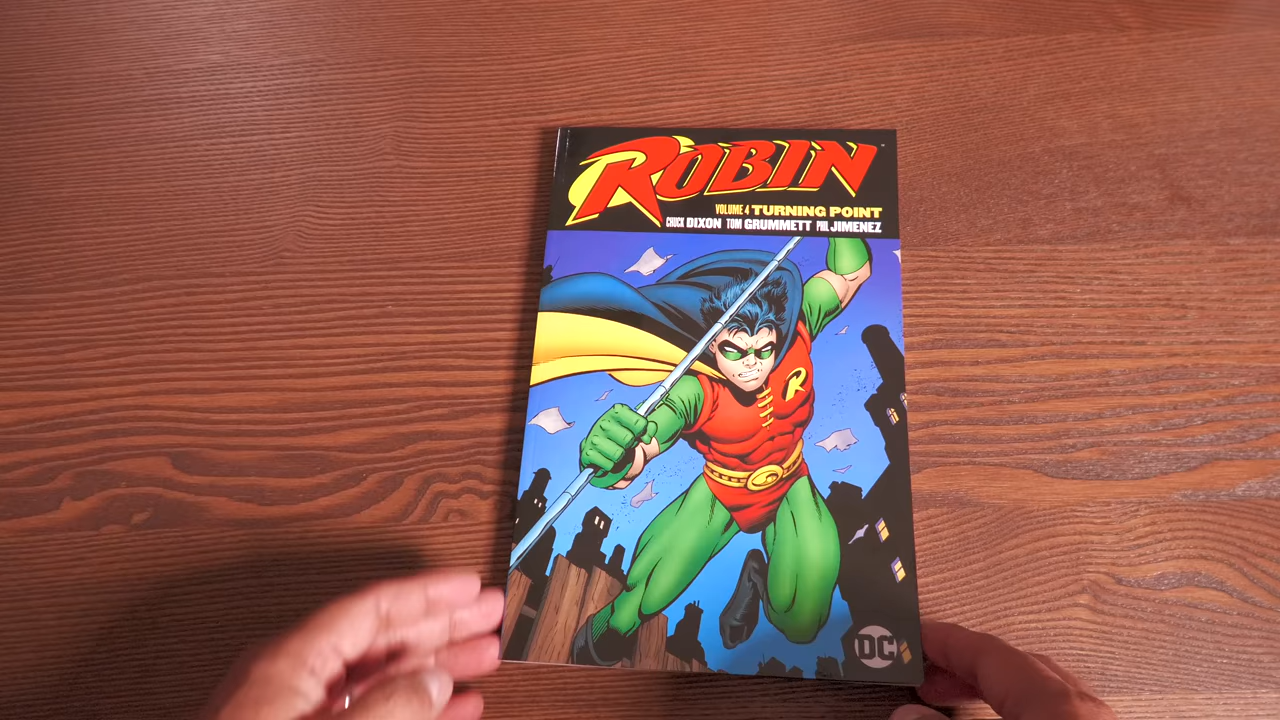 ROBIN
VOLUME 4 TURNING POINT
CHUCK DIXON TOM GRUMMETT PHIL JIMENEZ
R
DC